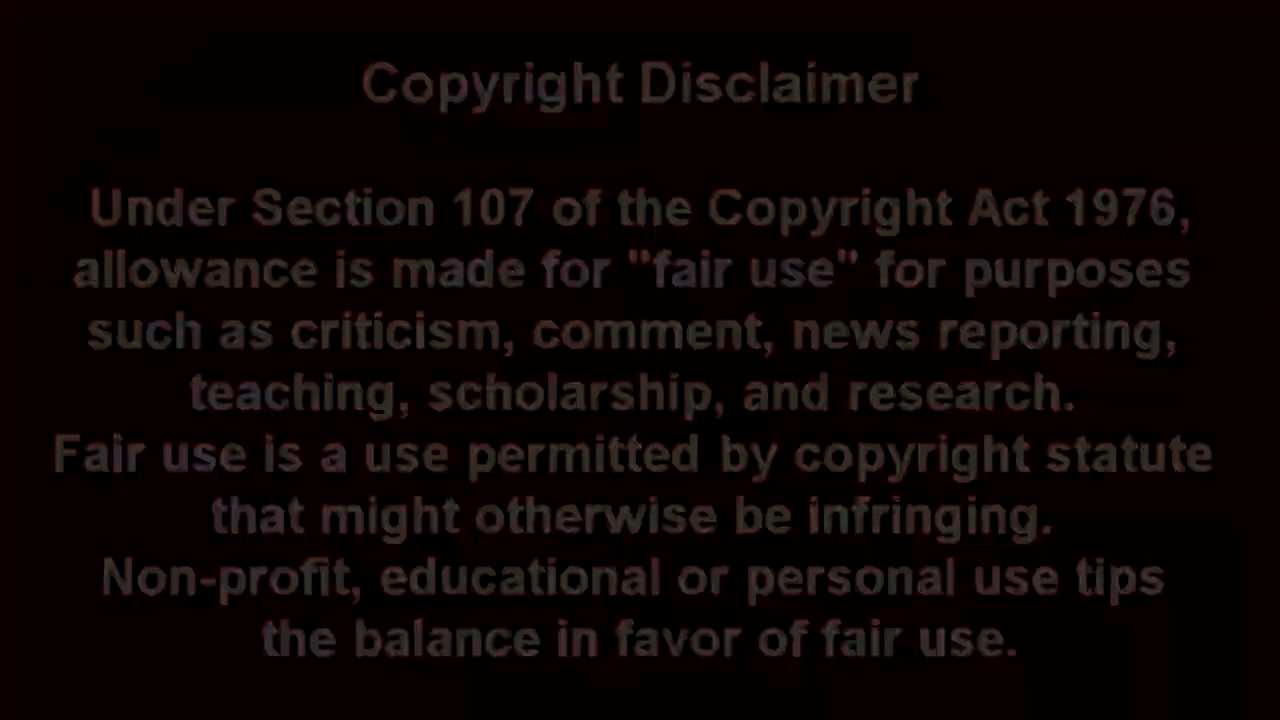 Copyright Disclaimer
Under Section 107 of the Copyright Act 1976,
allowance is made for "fair use" for purposes
such as criticism, comment, news reporting,
teaching, scholarship, and research.
Fair use is a use permitted by copyright statute
that might otherwise be infringing.
Non-profit, educational or personal use tips
the balance in favor of fair use.